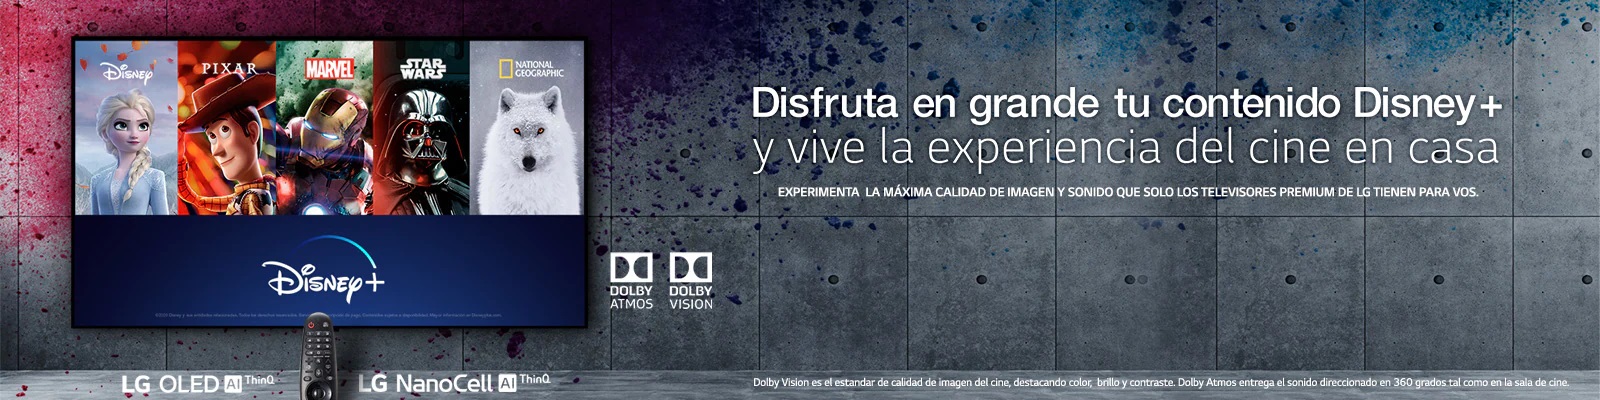 Disney
PIXAR
MARVEL
STAR
WARS
NATIONAL
GEOGRAPHIC
Disney+
DOLBY
ATMOS
DOLBY
VISION
LG OLED AI ThinQ
LG NanoCell AI ThinQ
Disfruta en grande tu contenido Disney+
y vive la experiencia del cine en casa
EXPERIMENTA LA MÁXIMA CALIDAD DE IMAGEN Y SONIDO QUE SOLO LOS TELEVISORES PREMIUM DE LG TIENEN PARA VOS.
Dolby Vision es el estandar de calidad de imagen del cine, destacando color, brillo y contraste. Dolby Atmos entrega el sonido direccionado en 360 grados tal como en la sala de cine.